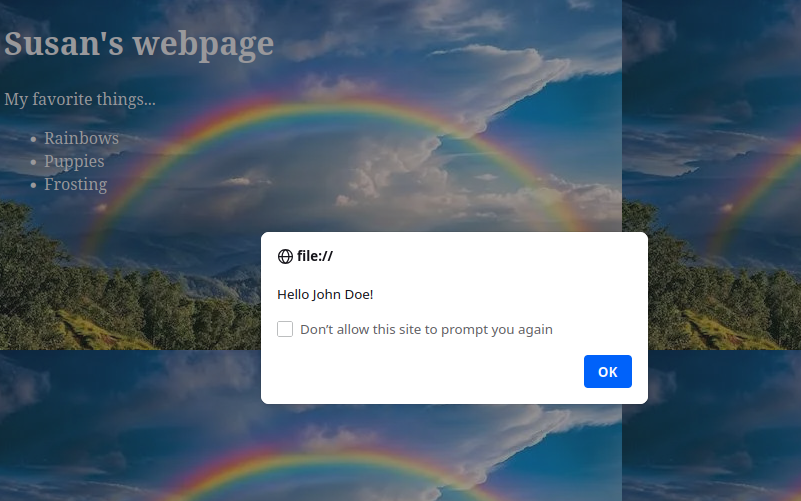 Susan's webpage
My favorite things...
• Rainbows
• Puppies
• Frosting
file://
Hello John Doe!
Don’t allow this site to prompt you again
OK